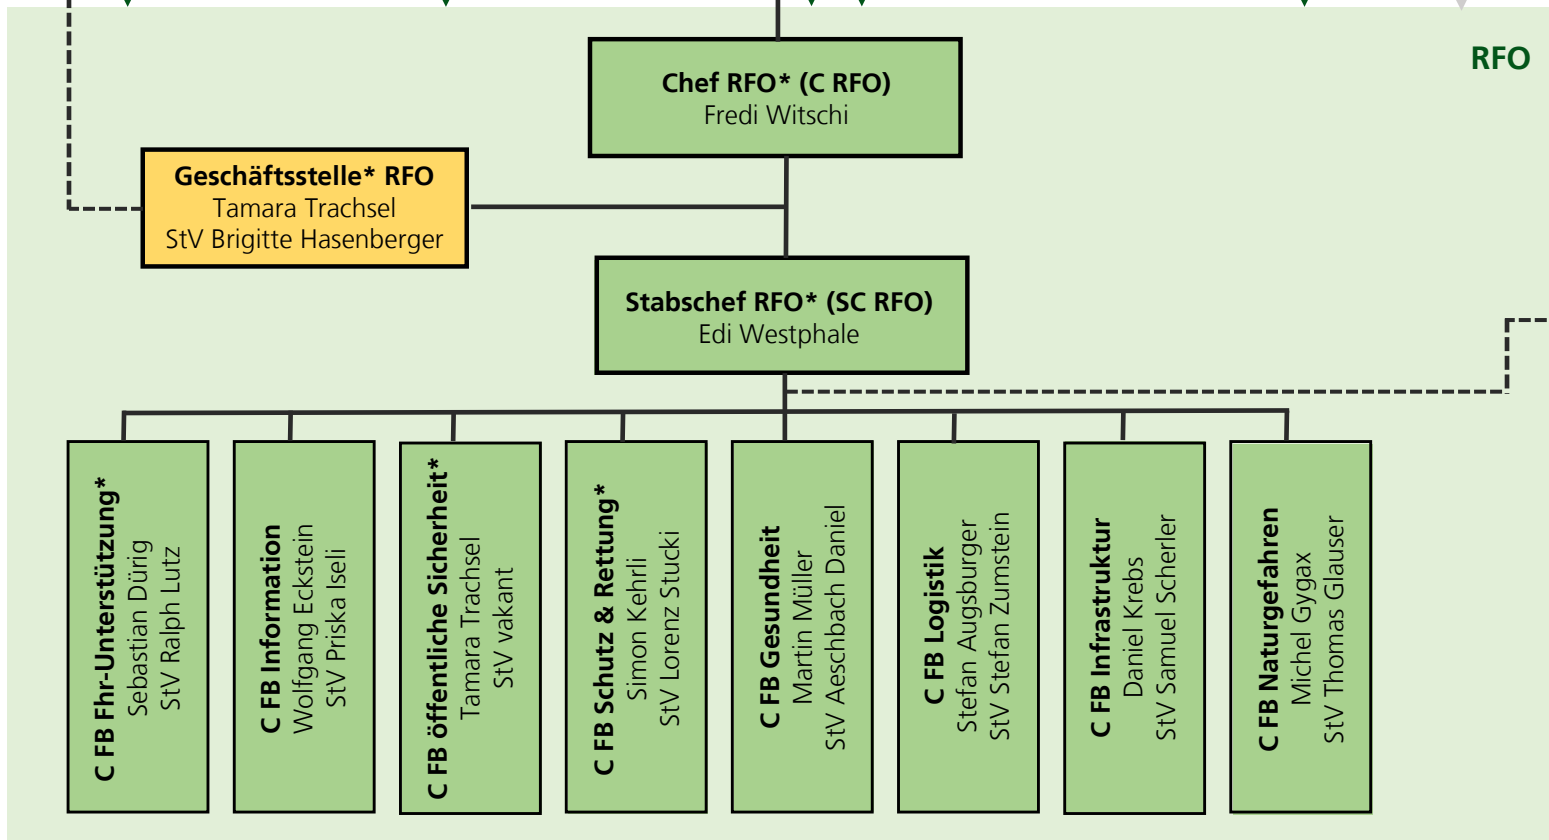 RFO
Chef RFO* (C RFO)
Fredi Witschi
Geschäftsstelle* RFO
Tamara Trachsel
StV Brigitte Hasenberger
Stabschef RFO* (SC RFO)
Edi Westphale
C FB Fhr-Unterstützung*
Sebastian Dürig
StV Ralph Lutz
C FB Information
Wolfgang Eckstein
StV Priska Iseli
C FB öffentliche Sicherheit*
Tamara Trachsel
StV vakant
C FB Schutz & Rettung*
Simon Kehrli
StV Lorenz Stucki
C FB Gesundheit
Martin Müller
StV Aeschbach Daniel
C FB Logistik
Stefan Augsburger
StV Stefan Zumstein
C FB Infrastruktur
Daniel Krebs
StV Samuel Scherler
C FB Naturgefahren
Michel Gygax
StV Thomas Glauser